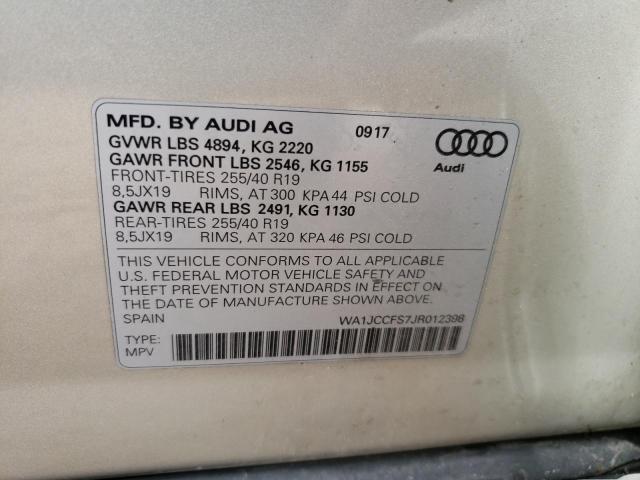 MFD. BY AUDI AG 0917
GVWR LBS 4894, KG 2220
GAWR FRONT LBS 2546, KG 1155
FRONT-TIRES 255/40 R19
8,5JX19 RIMS, AT 300 KPA 44 PSI COLD
GAWR REAR LBS 2491, KG 1130
REAR-TIRES 255/40 R19
8,5JX19 RIMS, AT 320 KPA 46 PSI COLD
Audi
THIS VEHICLE CONFORMS TO ALL APPLICABLE
U.S. FEDERAL MOTOR VEHICLE SAFETY AND
THEFT PREVENTION STANDARDS IN EFFECT ON
THE DATE OF MANUFACTURE SHOWN ABOVE.
SPAIN WA1JCCFS7JR012398
TYPE:
MPV